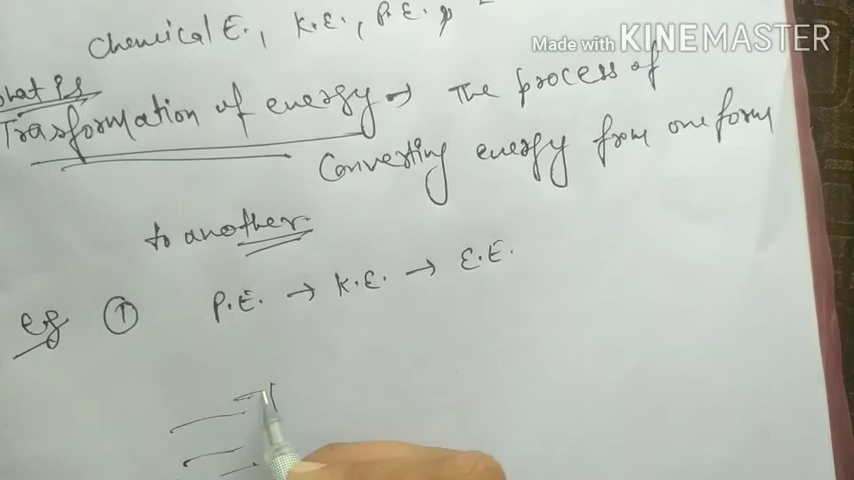 Chemical E., K.E., P.E.,
Made with KINEMASTER
What is
Trasformation of energy → The process of
Converting energy from one form
to another.
eg ① P.E. → K.E. → E.E.